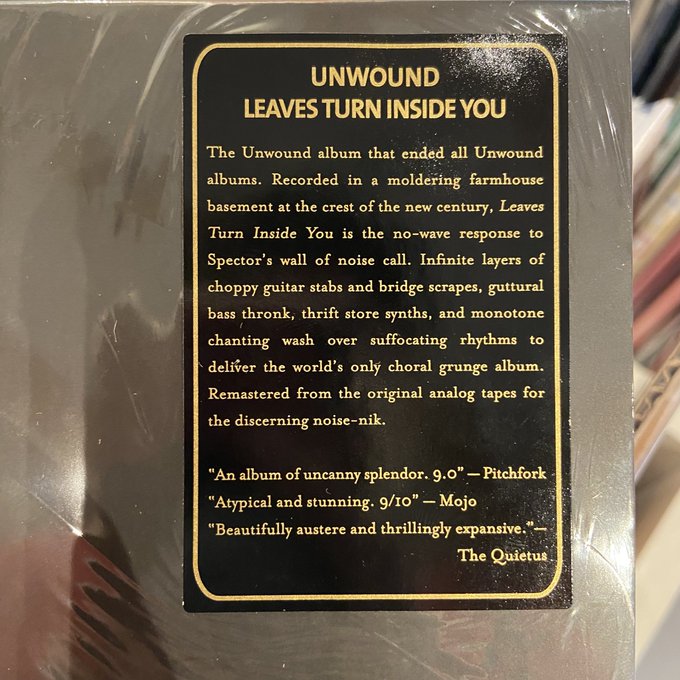 UNWOUND
LEAVES TURN INSIDE YOU
The Unwound album that ended all Unwound
albums. Recorded in a moldering farmhouse
basement at the crest of the new century, Leaves
Turn Inside You is the no-wave response to
Spector's wall of noise call. Infinite layers of
choppy guitar stabs and bridge scrapes, guttural
bass thronk, thrift store synths, and monotone
chanting wash over suffocating rhythms to
deliver the world's only choral grunge album.
Remastered from the original analog tapes for
the discerning noise-nik.
"An album of uncanny splendor. 9.0" — Pitchfork
"Atypical and stunning. 9/10" — Mojo
"Beautifully austere and thrillingly expansive."—
The Quietus